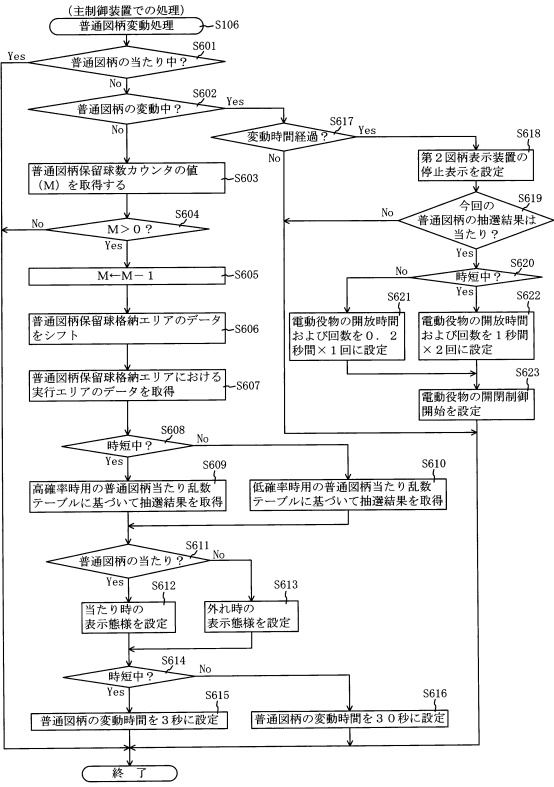 (主制御装置での処理)
普通図柄変動処理
S106
S601
Yes
普通図柄の当たり中?
No
S602
普通図柄の変動中?
Yes
No
S617
変動時間経過?
Yes
No
S618
第2図柄表示装置の
停止表示を設定
普通図柄保留球数カウンタの値
(M)を取得する
S603
S619
今回の
普通図柄の抽選結果は
当たり?
No
Yes
S604
No
M>0?
Yes
S620
時短中?
No
Yes
M←M-1
S605
S621
電動役物の開放時間
および回数を0.2
秒間×1回に設定
S622
電動役物の開放時間
および回数を1秒間
×2回に設定
普通図柄保留球格納エリアのデータ
をシフト
S606
S623
電動役物の開閉制御
開始を設定
普通図柄保留球格納エリアにおける
実行エリアのデータを取得
S607
S608
時短中?
No
Yes
S609
高確率時用の普通図柄当たり乱数
テーブルに基づいて抽選結果を取得
S610
低確率時用の普通図柄当たり乱数
テーブルに基づいて抽選結果を取得
S611
普通図柄の当たり?
No
Yes
S612
当たり時の
表示態様を設定
S613
外れ時の
表示態様を設定
S614
時短中?
No
Yes
S615
普通図柄の変動時間を3秒に設定
S616
普通図柄の変動時間を30秒に設定
終 了